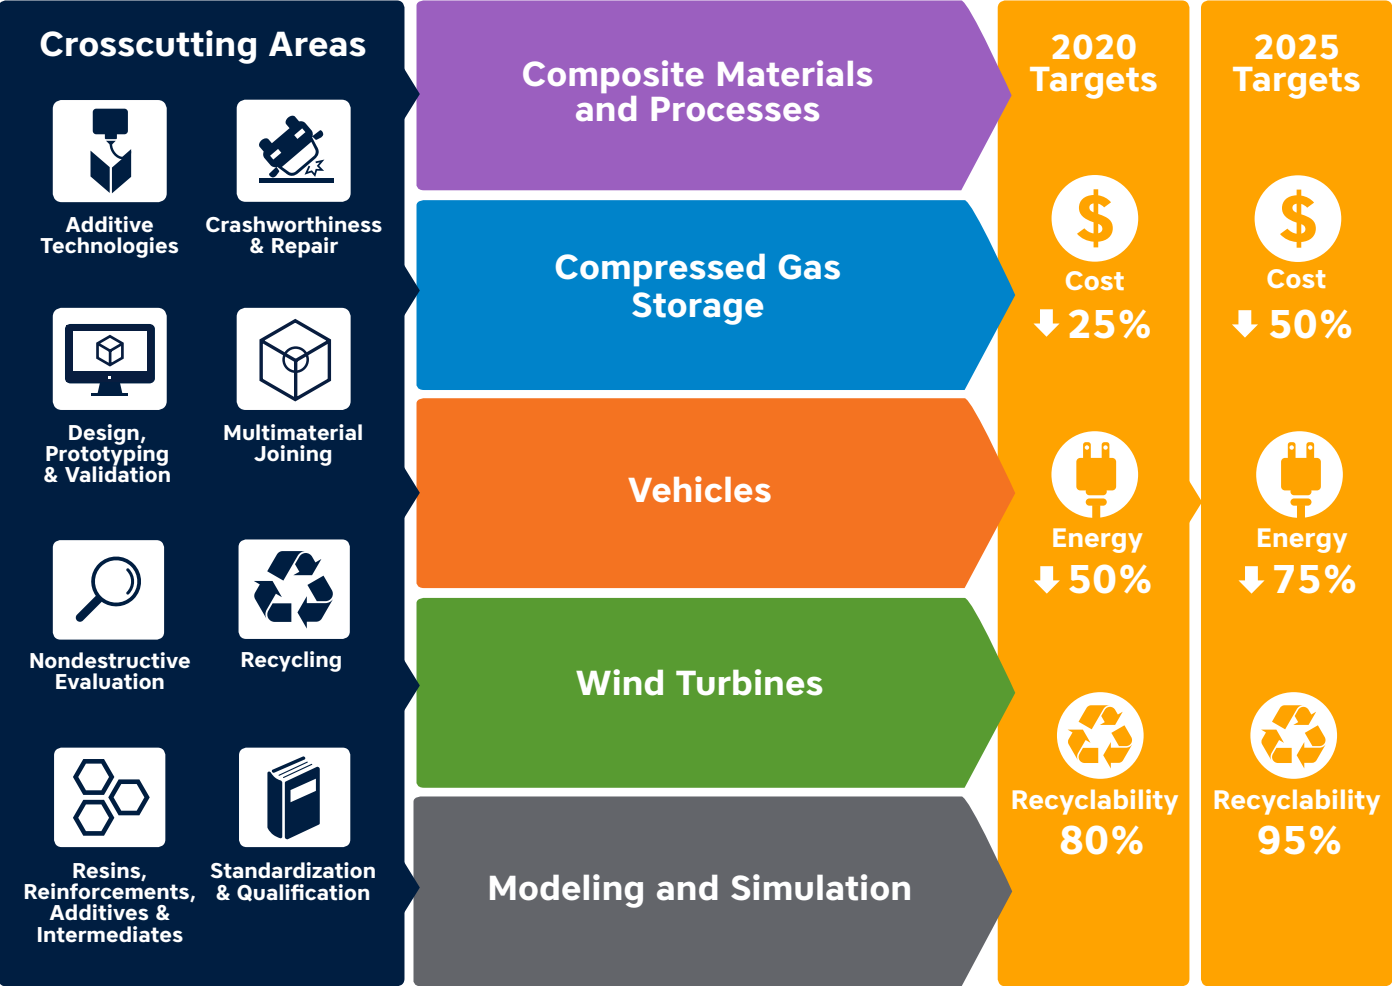 Crosscutting Areas
Additive
Technologies
Crashworthiness
& Repair
Design,
Prototyping
& Validation
Multimaterial
Joining
Nondestructive
Evaluation
Recycling
Resins,
Reinforcements,
Additives &
Intermediates
Standardization
& Qualification
Composite Materials
and Processes
Compressed Gas
Storage
Vehicles
Wind Turbines
Modeling and Simulation
2020
Targets
$
Cost
25%
Energy
50%
Recyclability
80%
2025
Targets
$
Cost
50%
Energy
75%
Recyclability
95%